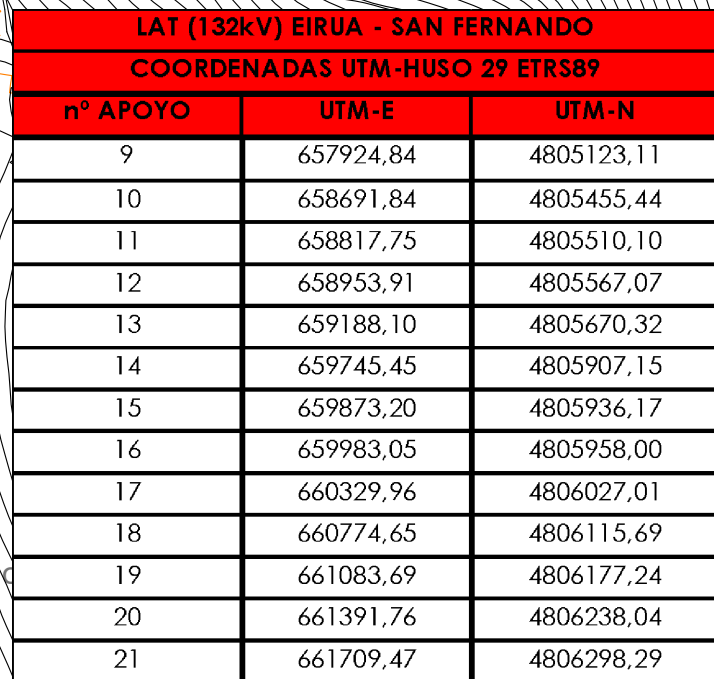 LAT (132kV) EIRUA - SAN FERNANDO
COORDENADAS UTM-HUSO 29 ETRS89
nº APOYO UTM-E UTM-N
9 657924,84 4805123,11
10 658691,84 4805455,44
11 658817,75 4805510,10
12 658953,91 4805567,07
13 659188,10 4805670,32
14 659745,45 4805907,15
15 659873,20 4805936,17
16 659983,05 4805958,00
17 660329,96 4806027,01
18 660774,65 4806115,69
19 661083,69 4806177,24
20 661391,76 4806238,04
21 661709,47 4806298,29